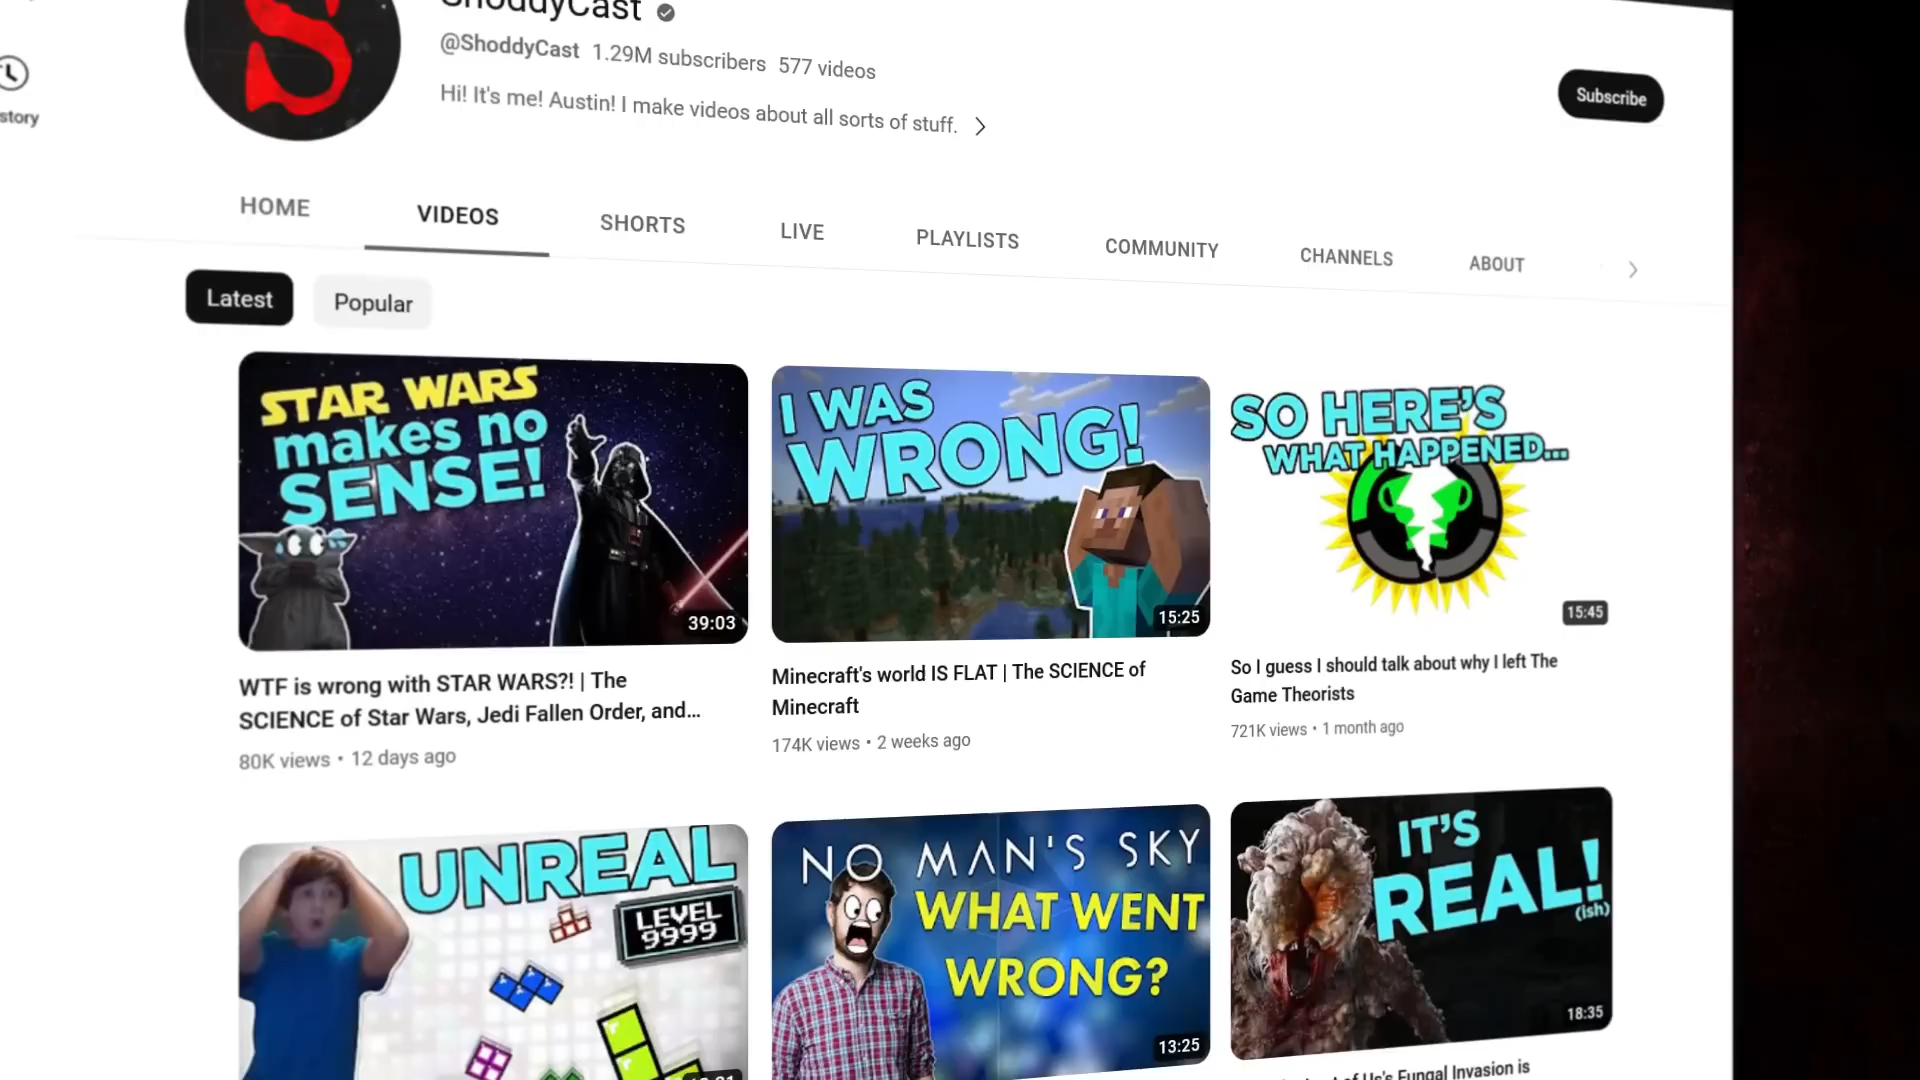 ShoddyCast
@ShoddyCast 1.29M subscribers 577 videos
Hi! It's me! Austin! I make videos about all sorts of stuff.
Subscribe
story
HOME VIDEOS SHORTS LIVE PLAYLISTS COMMUNITY CHANNELS ABOUT
Latest Popular
STAR WARS
makes no
SENSE!
39:03
WTF is wrong with STAR WARS?! | The
SCIENCE of Star Wars, Jedi Fallen Order, and...
80K views • 12 days ago
I WAS
WRONG!
15:25
Minecraft's world IS FLAT | The SCIENCE of
Minecraft
174K views • 2 weeks ago
SO HERE'S
WHAT HAPPENED...
15:45
So I guess I should talk about why I left The
Game Theorists
721K views • 1 month ago
UNREAL
LEVEL
9999
NO MAN'S SKY
WHAT WENT
WRONG?
13:25
IT'S
REAL!
(ish)
18:35
of Us's Fungal Invasion is